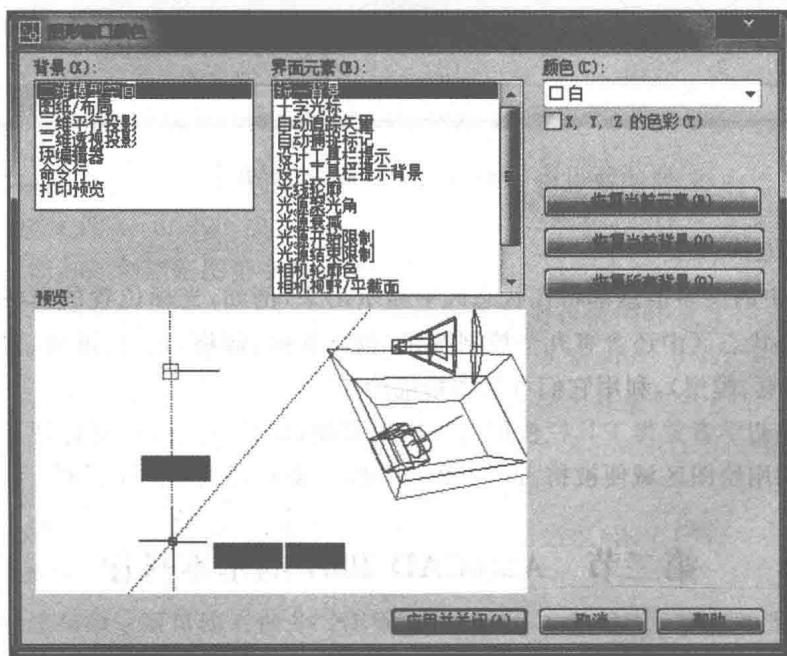 图形窗口颜色
背景(X):
二维模型空间
图纸/布局
三维平行投影
三维透视投影
块编辑器
命令行
打印预览
界面元素(E):
统一背景
十字光标
自动追踪矢量
自动捕捉标记
设计工具栏提示
设计工具栏提示背景
光线轮廓
光源聚光角
光源衰减
光源开始限制
光源结束限制
相机轮廓色
相机视野/平截面
颜色(C):
白
X, Y, Z 的色彩(T)
恢复当前元素(R)
恢复当前背景
恢复所有背景
预览:
应用并关闭(A)
取消
帮助